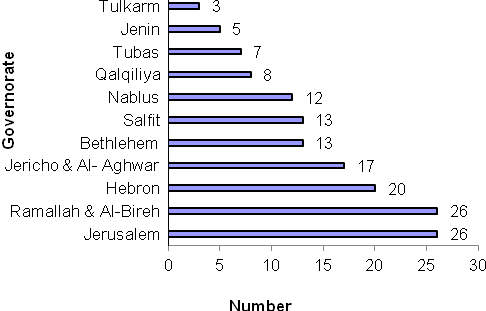 Governorate
Tulkarm 3
Jenin 5
Tubas 7
Qalqiliya 8
Nablus 12
Salfit 13
Bethlehem 13
Jericho & Al- Aghwar 17
Hebron 20
Ramallah & Al-Bireh 26
Jerusalem 26
0 5 10 15 20 25 30
Number